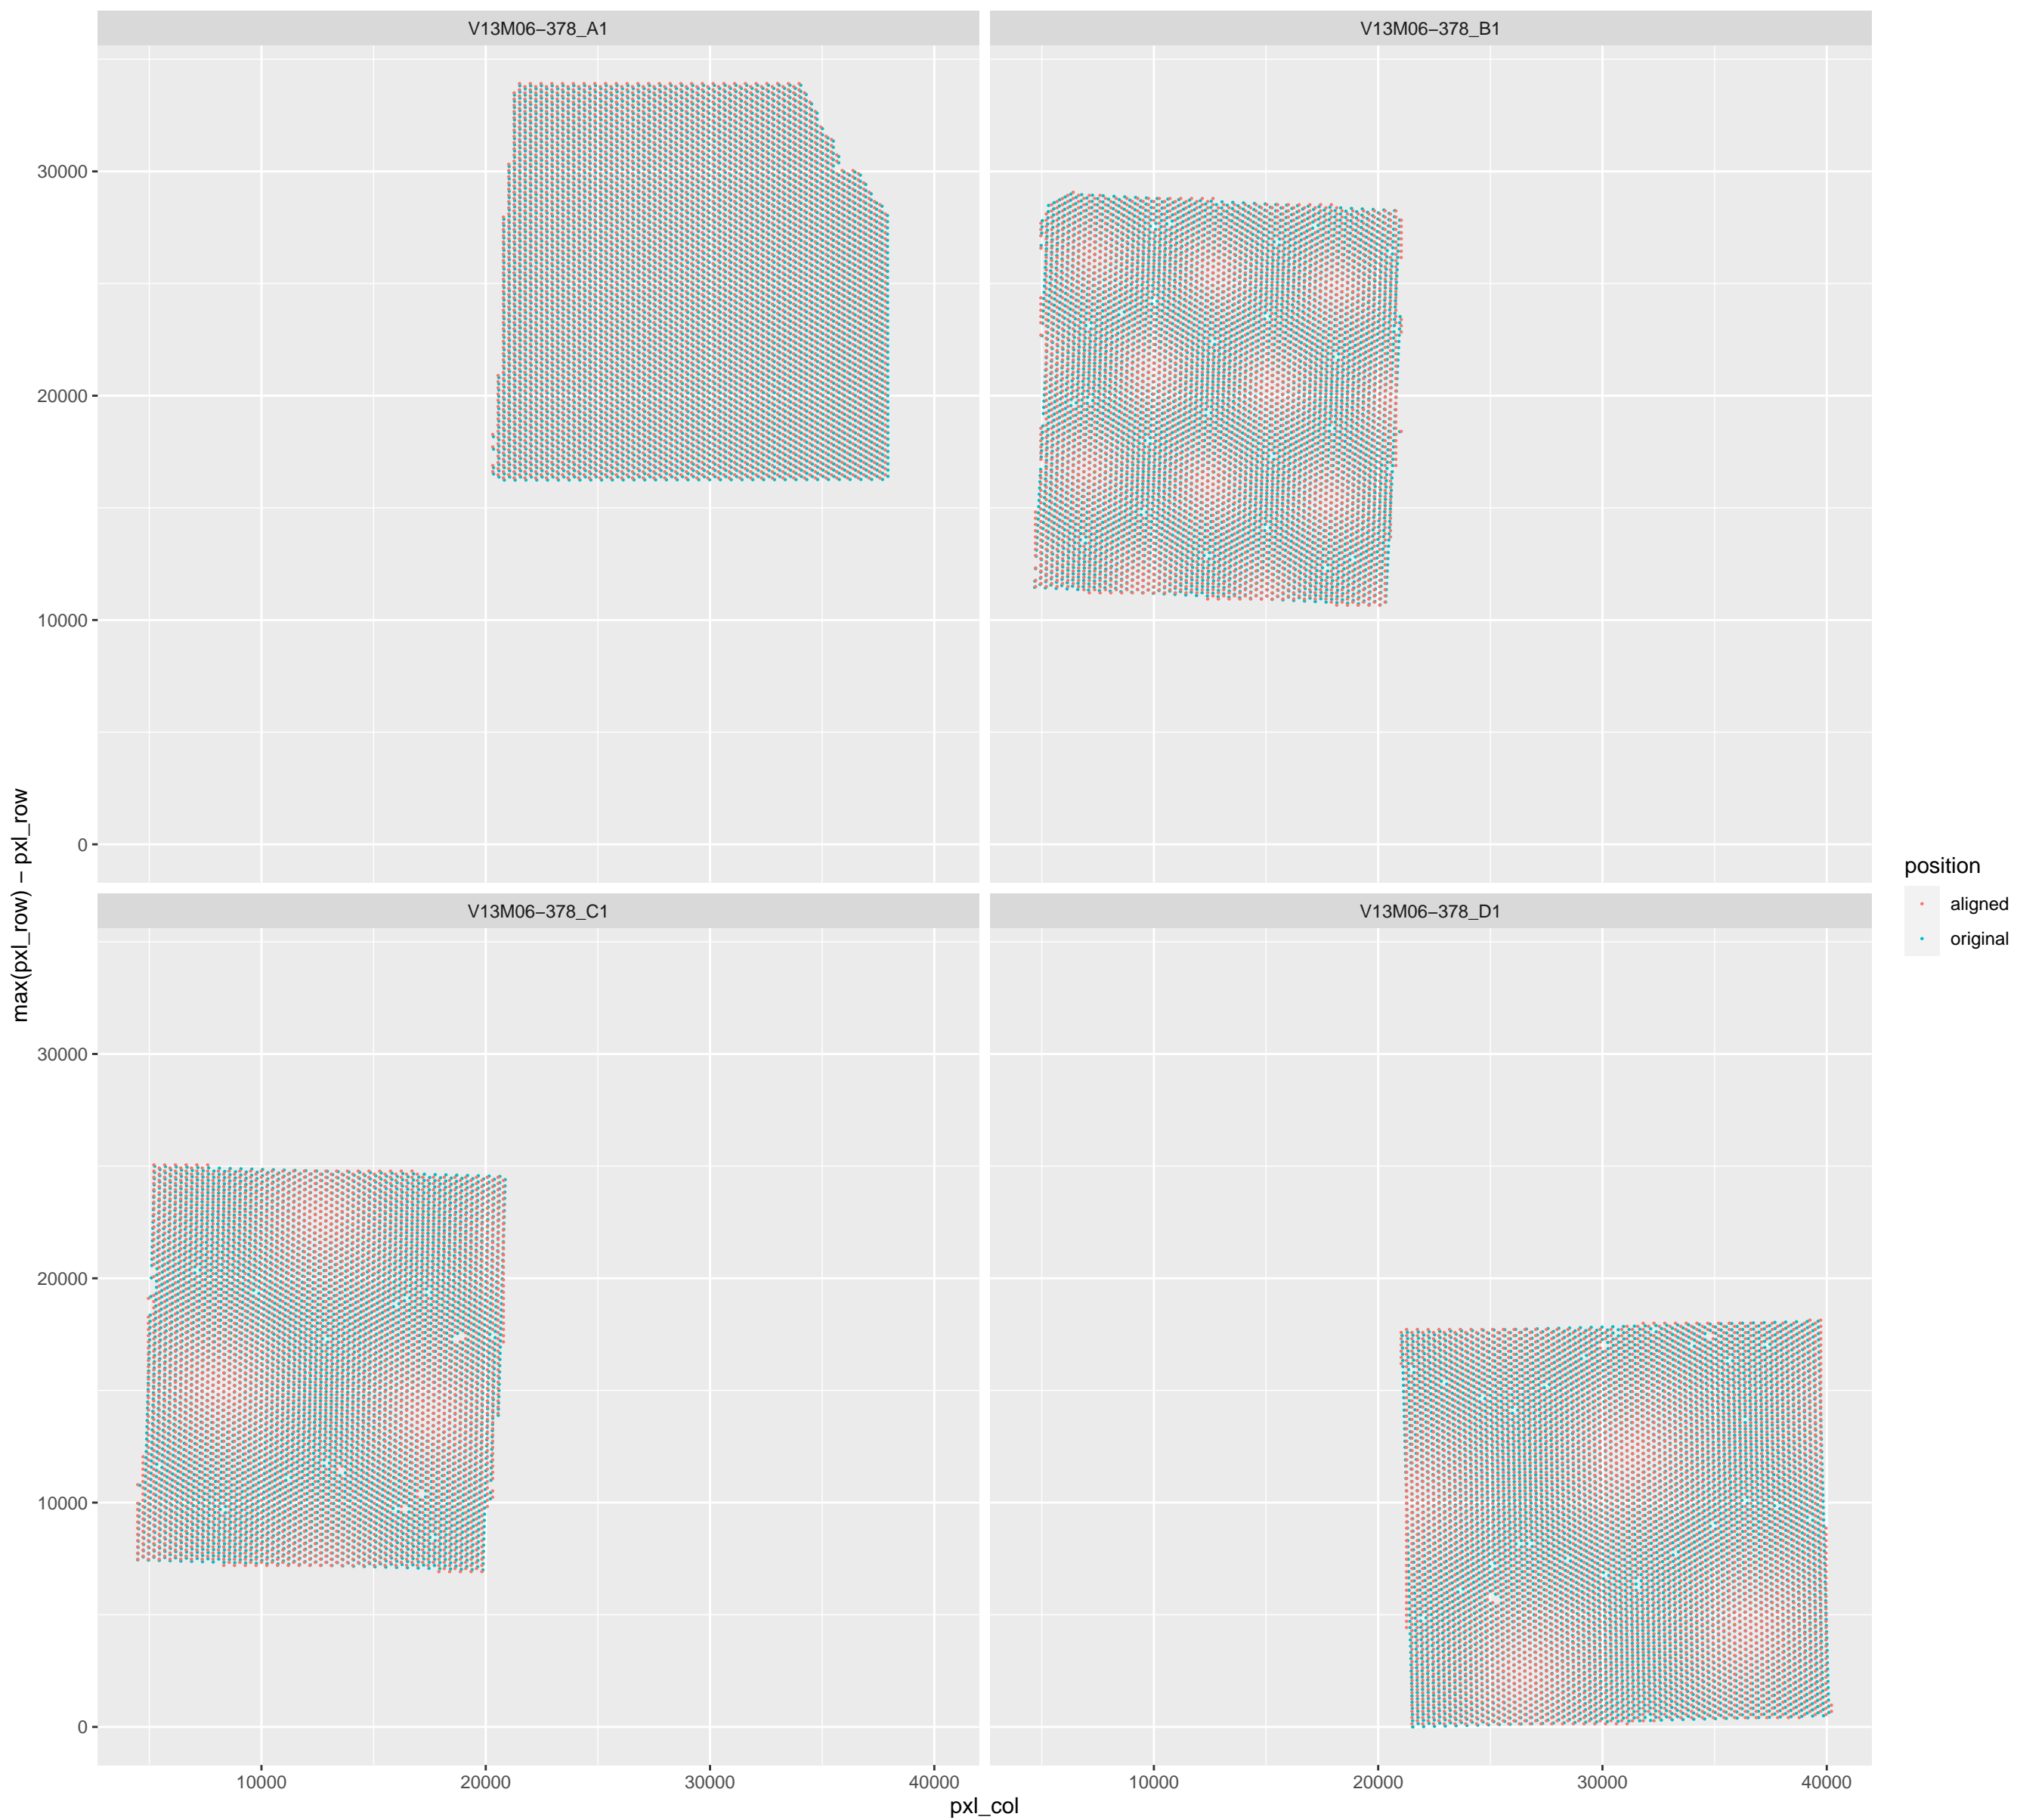 V13M06−378_A1
V13M06−378_B1
30000
20000
10000
0
V13M06−378_C1
V13M06−378_D1
30000
20000
10000
0
10000 20000 30000 40000
10000 20000 30000 40000
pxl_col
max(pxl_row) − pxl_row
position
aligned
original